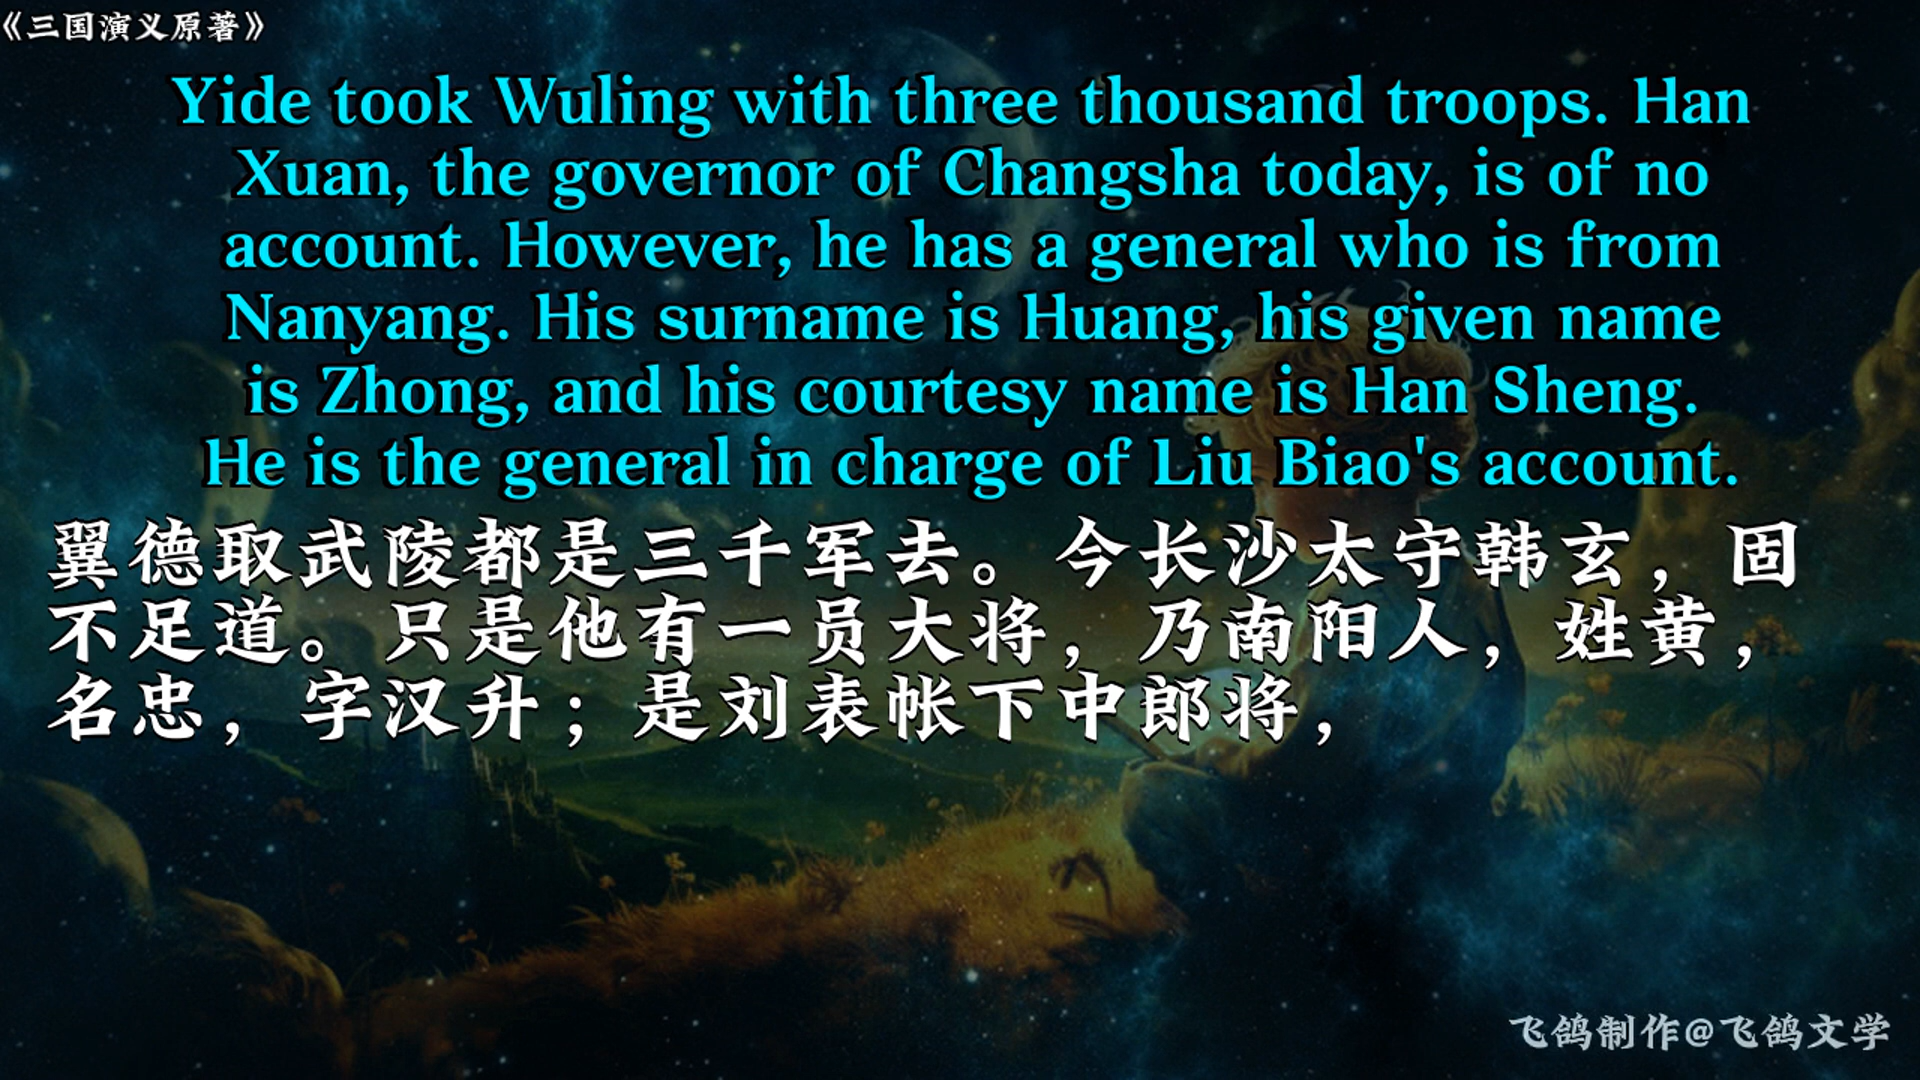 《三国演义原著》
Yide took Wuling with three thousand troops. Han
Xuan, the governor of Changsha today, is of no
account. However, he has a general who is from
Nanyang. His surname is Huang, his given name
is Zhong, and his courtesy name is Han Sheng.
He is the general in charge of Liu Biao's account.
翼德取武陵都是三千军去。今长沙太守韩玄，固
不足道。只是他有一员大将，乃南阳人，姓黄，
名忠，字汉升；是刘表帐下中郎将，
飞鸽制作@飞鸽文学